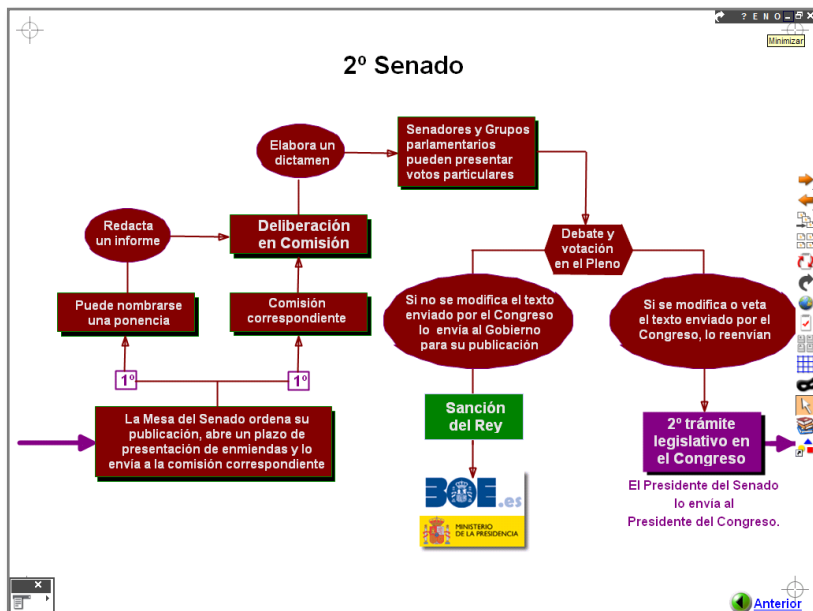 ? E N O
Minimizar
2º Senado
Elabora un
dictamen
Senadores y Grupos
parlamentarios
pueden presentar
votos particulares
Redacta
un informe
Deliberación
en Comisión
Debate y
votación
en el Pleno
Puede nombrarse
una ponencia
Comisión
correspondiente
Si no se modifica el texto
enviado por el Congreso
lo envía al Gobierno
para su publicación
Si se modifica o veta
el texto enviado por el
Congreso, lo reenvían
1º
1º
La Mesa del Senado ordena su
publicación, abre un plazo de
presentación de enmiendas y lo
envía a la comisión correspondiente
Sanción
del Rey
2º trámite
legislativo en
el Congreso
BOE.es
MINISTERIO
DE LA PRESIDENCIA
El Presidente del Senado
lo envía al
Presidente del Congreso.
Anterior